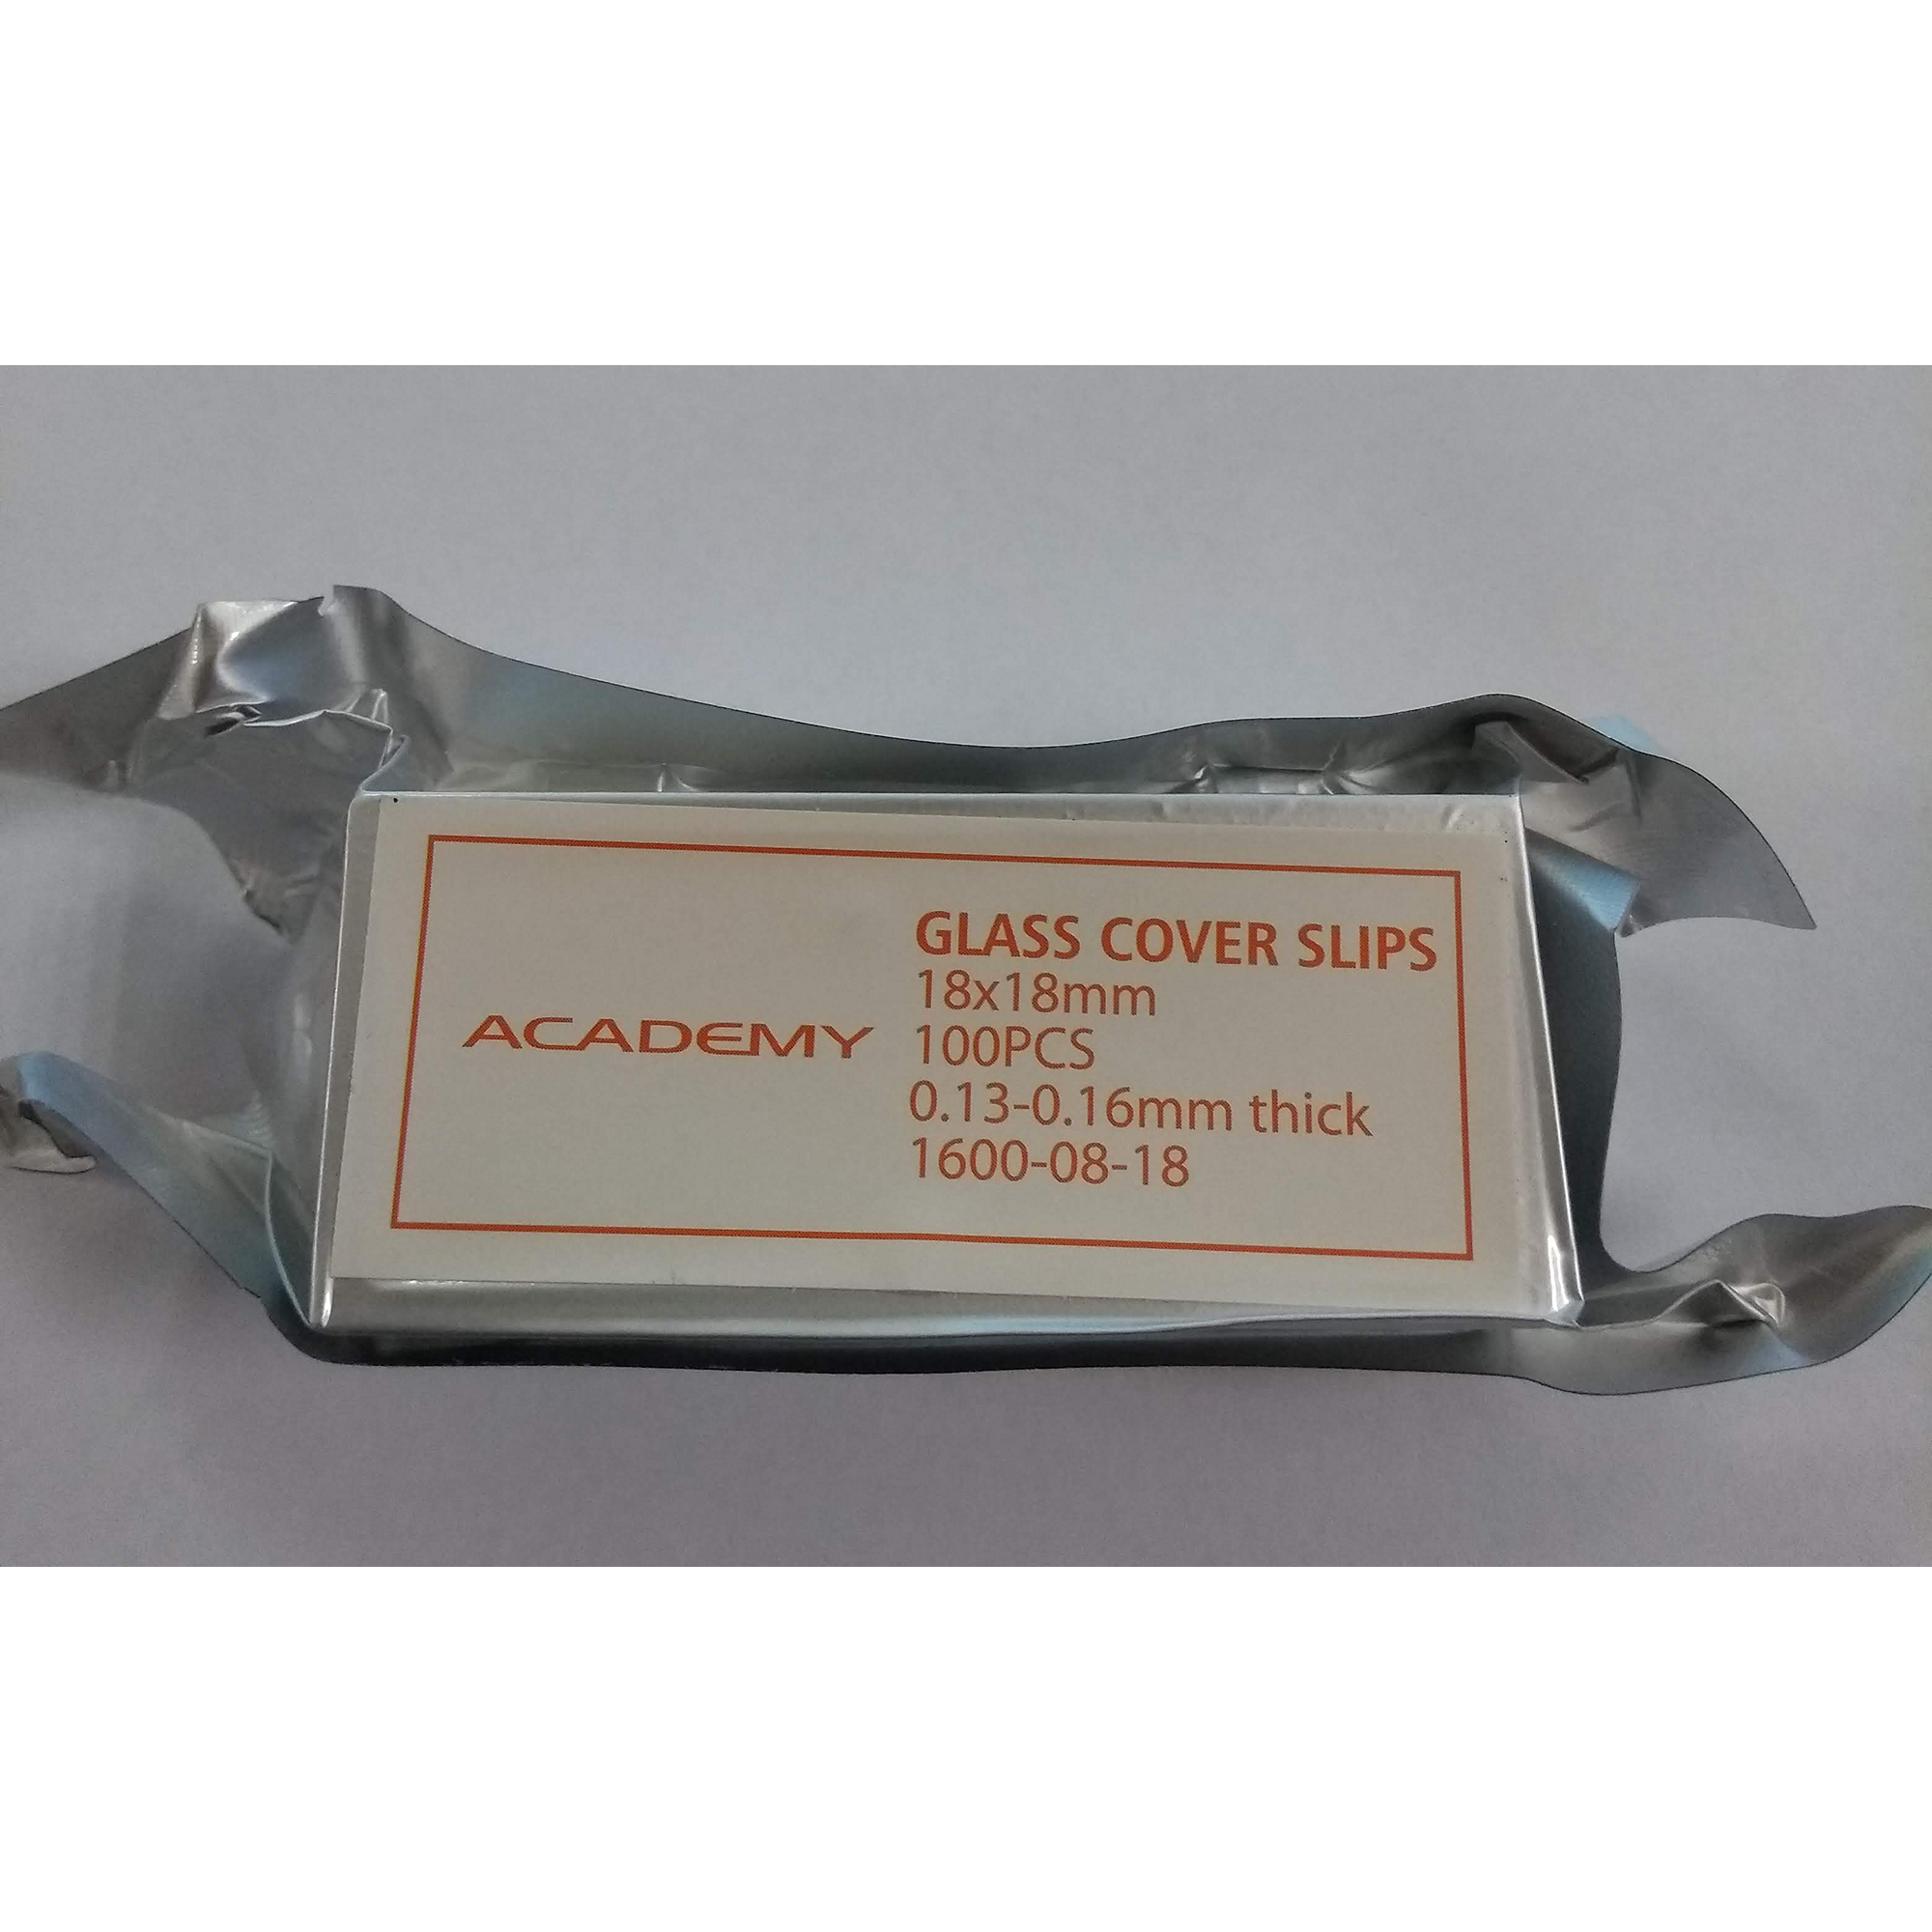 ACADEMY
GLASS COVER SLIPS
18x18mm
100PCS
0.13-0.16mm thick
1600-08-18